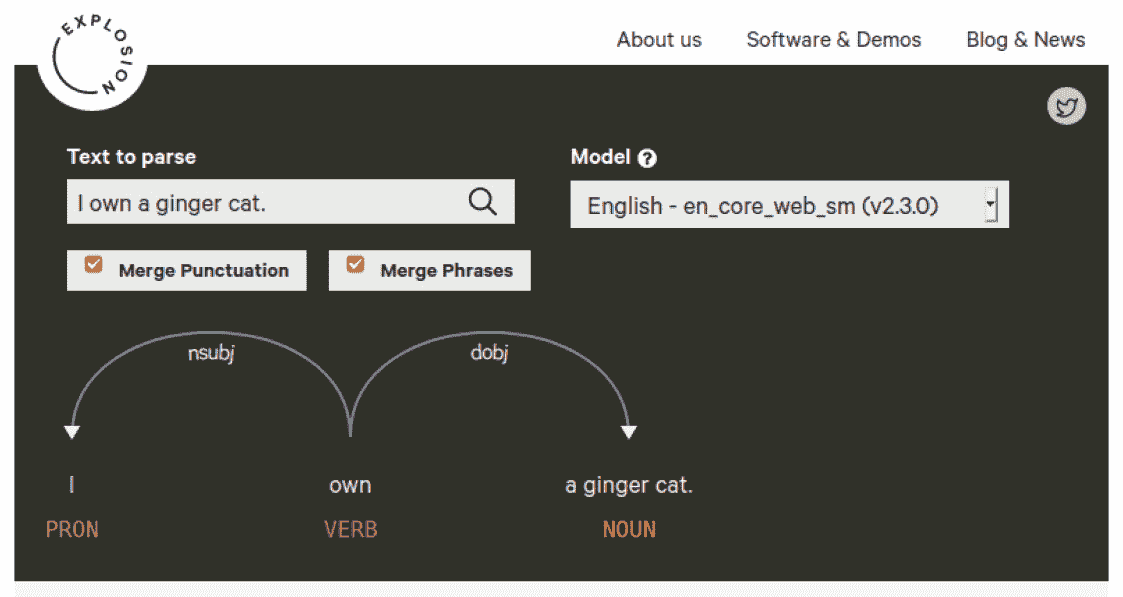 EXPLOSION
About us
Software & Demos
Blog & News
Text to parse
Model ?
I own a ginger cat.
English - en_core_web_sm (v2.3.0)
Merge Punctuation
Merge Phrases
nsubj
dobj
I
own
a ginger cat.
PRON
VERB
NOUN